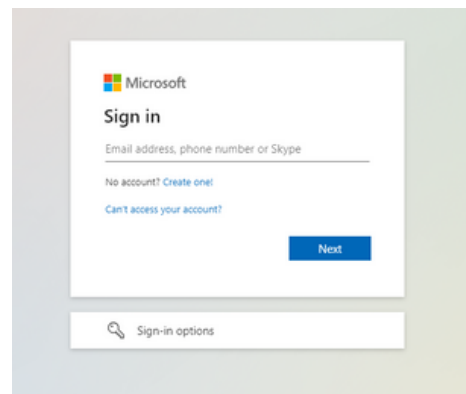 Microsoft
Sign in
Email address, phone number or Skype
No account? Create one!
Can't access your account?
Next
Sign-in options